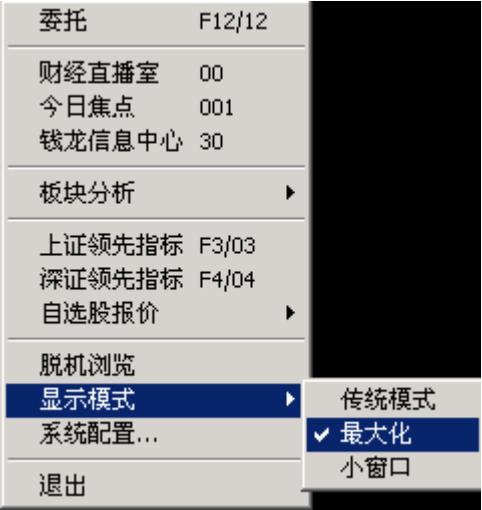 委托 F12/12
财经直播室 00
今日焦点 001
钱龙信息中心 30
板块分析
上证领先指标 F3/03
深证领先指标 F4/04
自选股报价
脱机浏览
显示模式
系统配置...
退出
传统模式
最大化
小窗口